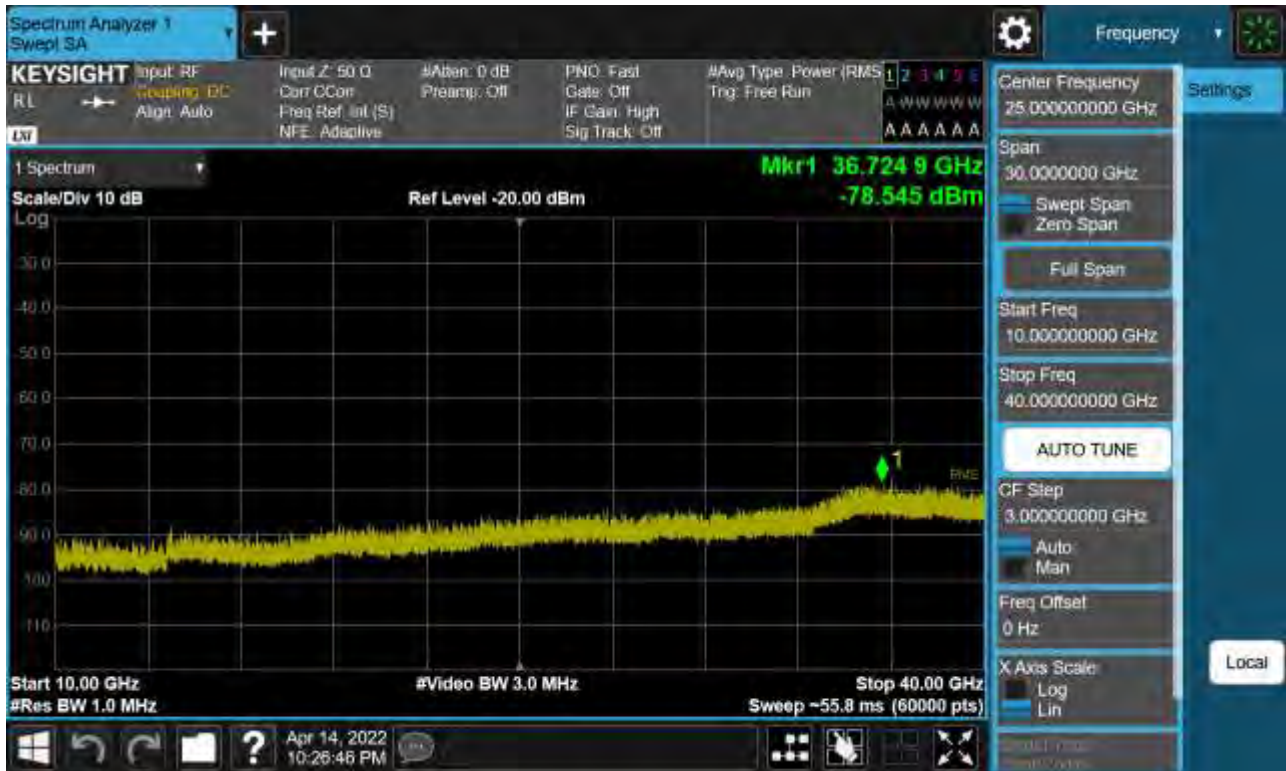 Spectrum Analyzer 1
Swept SA
Frequency
KEYSIGHT
RL
Input: RF
Coupling: DC
Align: Auto
Input Z: 50 Ω
Corr CCorr
Freq Ref: Int (S)
NFE: Adaptive
#Atten: 0 dB
Preamp: Off
PNO: Fast
Gate: Off
IF Gain: High
Sig Track: Off
#Avg Type: Power (RMS
Trig: Free Run
1 2 3 4 5 6
A W W W W W
A A A A A A
1 Spectrum
Mkr1 36.724 9 GHz
-78.545 dBm
Scale/Div 10 dB
Ref Level -20.00 dBm
Log
-30.0
-40.0
-50.0
-60.0
-70.0
-80.0
-90.0
-100
-110
1
RMS
Start 10.00 GHz
#Video BW 3.0 MHz
Stop 40.00 GHz
#Res BW 1.0 MHz
Sweep ~55.8 ms (60000 pts)
Apr 14, 2022
10:26:46 PM
Center Frequency
25.000000000 GHz
Settings
Span
30.0000000 GHz
Swept Span
Zero Span
Full Span
Start Freq
10.000000000 GHz
Stop Freq
40.000000000 GHz
AUTO TUNE
CF Step
3.000000000 GHz
Auto
Man
Freq Offset
0 Hz
X Axis Scale
Log
Lin
Local